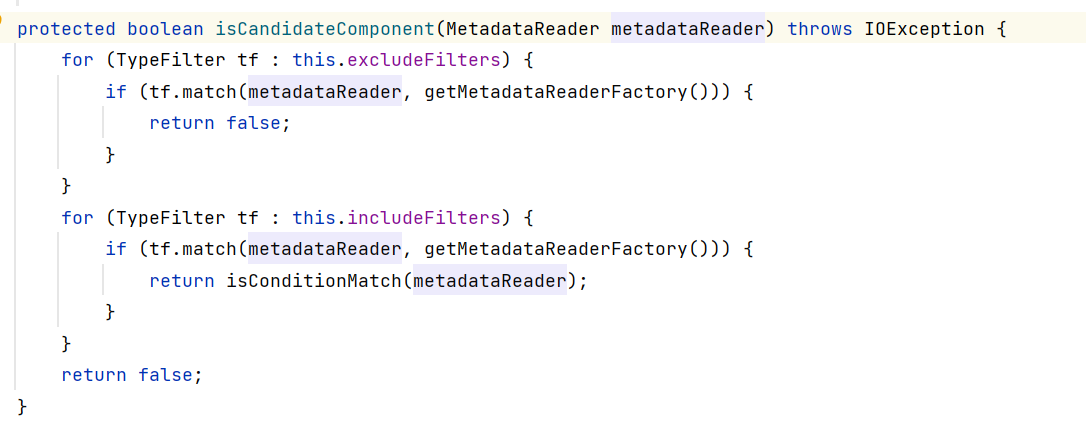 protected boolean isCandidateComponent(MetadataReader metadataReader) throws IOException {
    for (TypeFilter tf : this.excludeFilters) {
        if (tf.match(metadataReader, getMetadataReaderFactory())) {
            return false;
        }
    }
    for (TypeFilter tf : this.includeFilters) {
        if (tf.match(metadataReader, getMetadataReaderFactory())) {
            return isConditionMatch(metadataReader);
        }
    }
    return false;
}